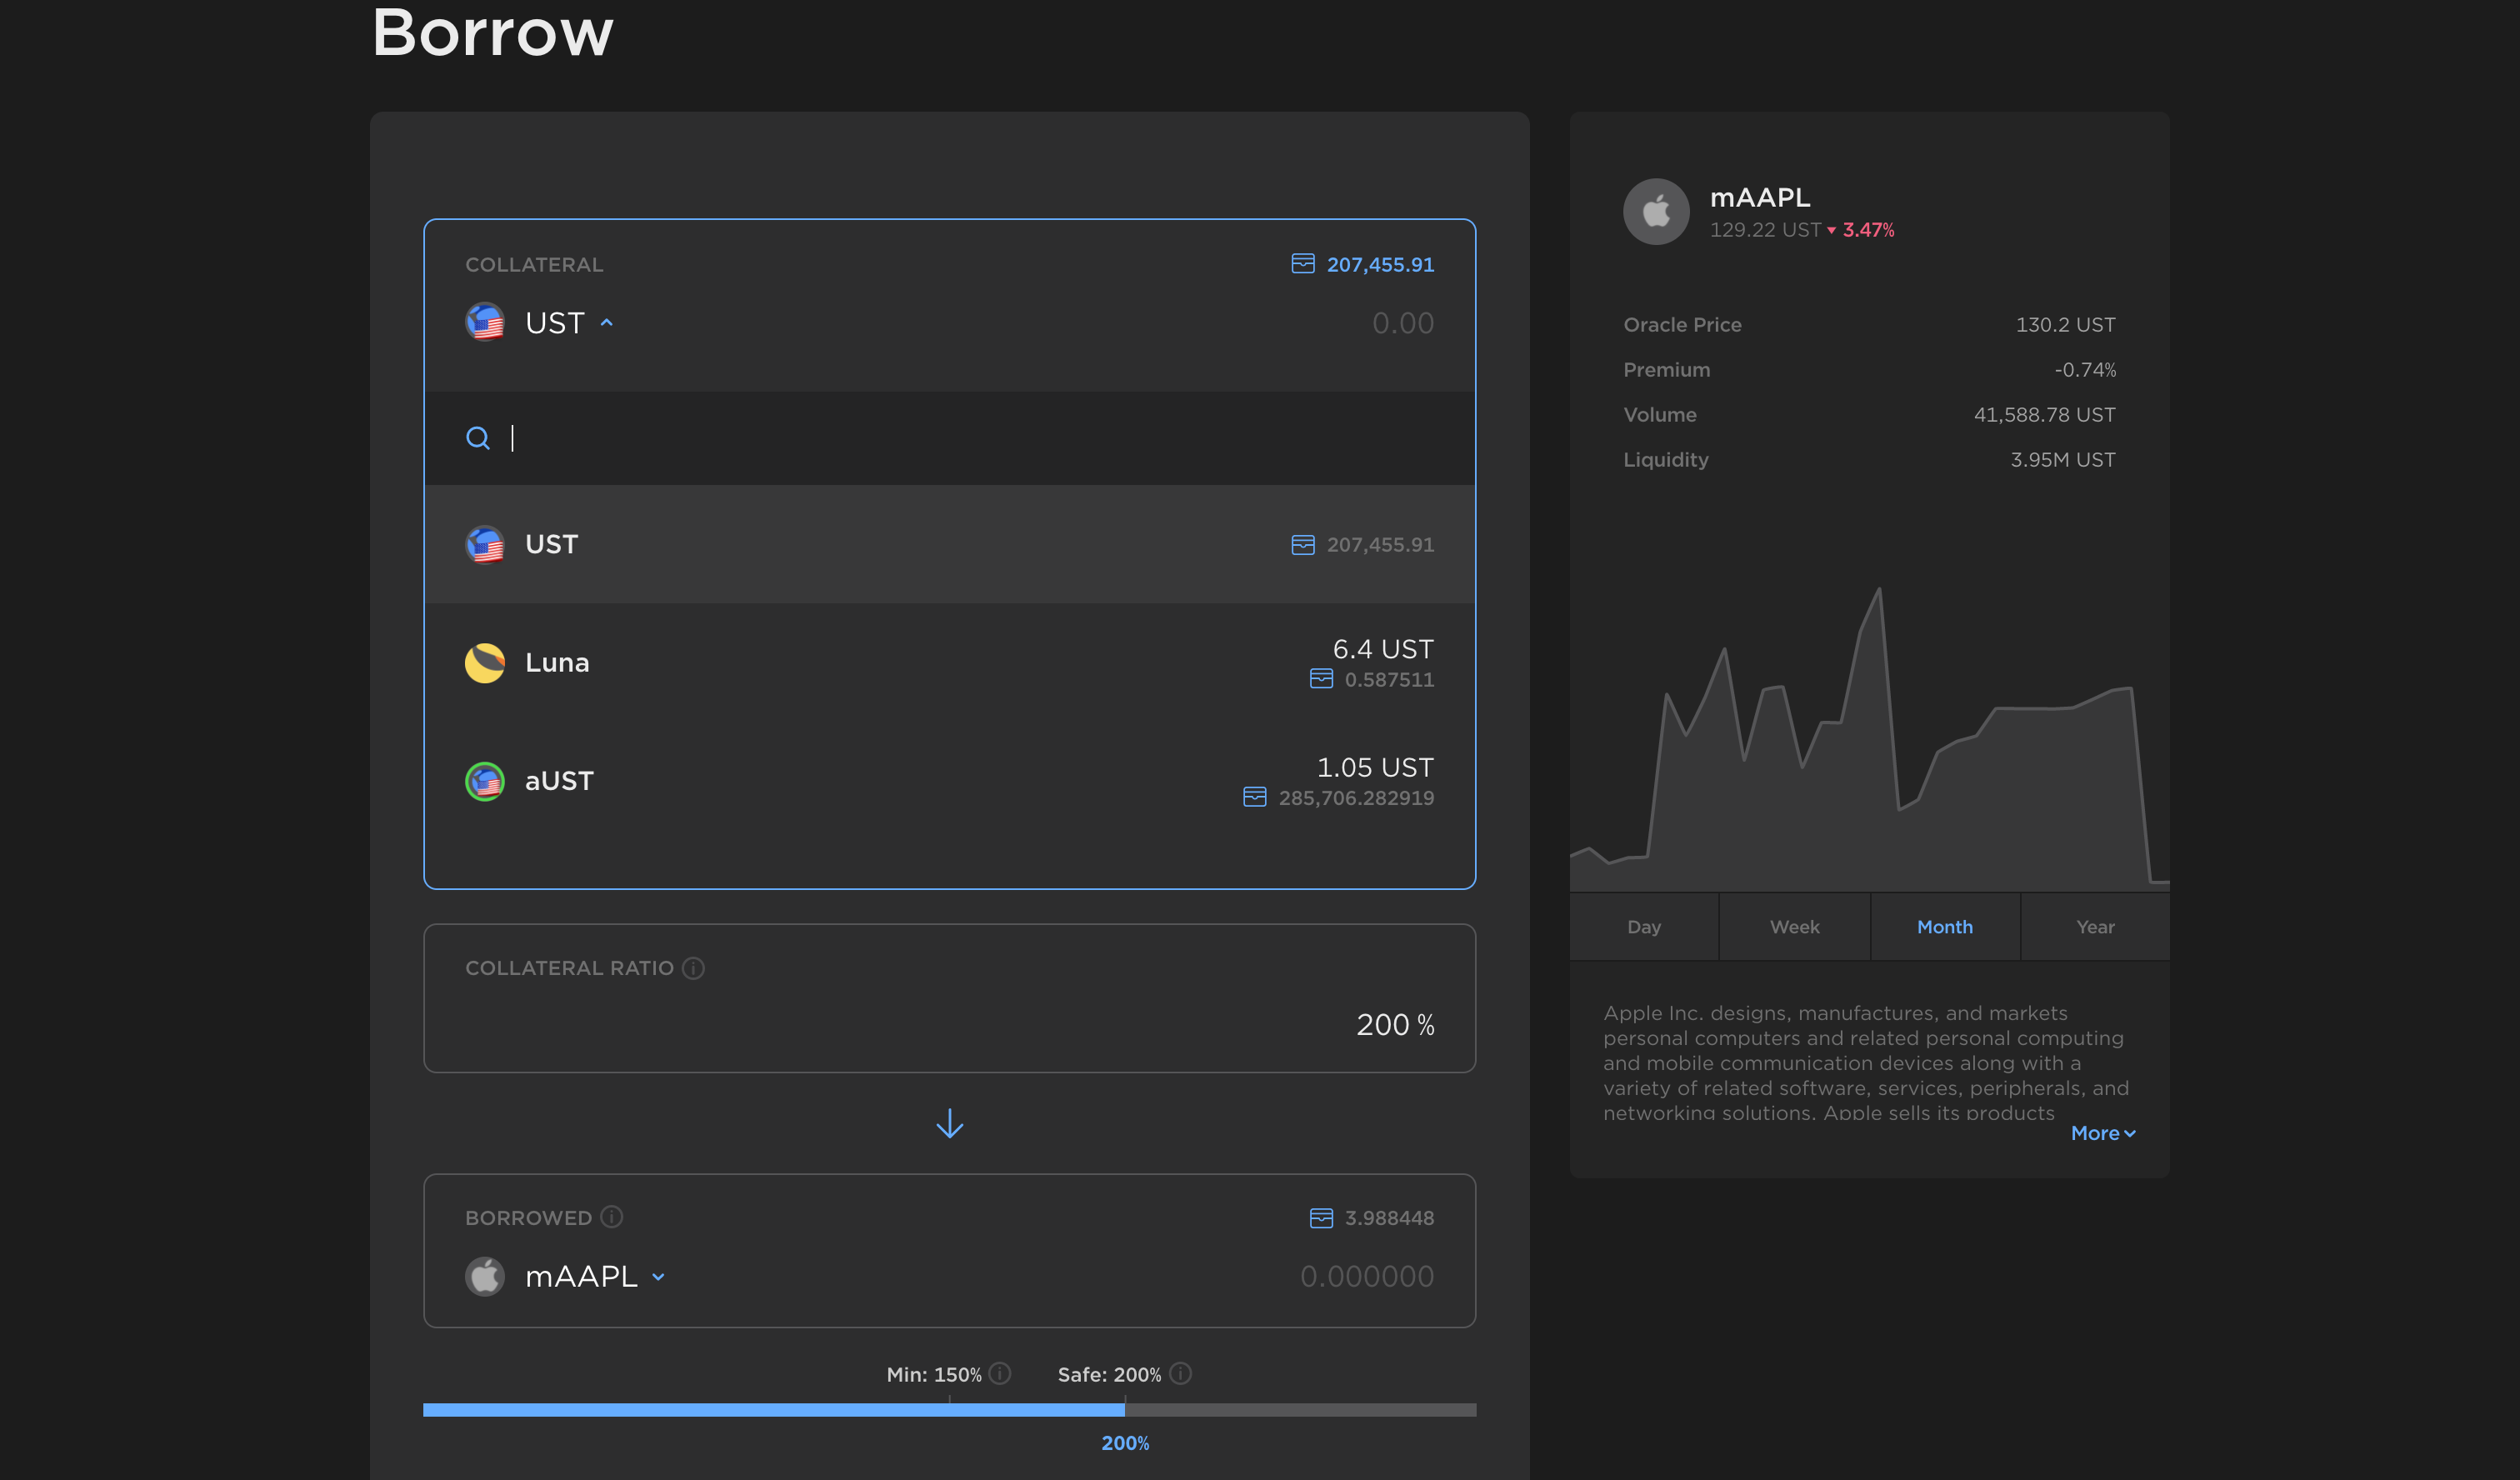 Borrow
COLLATERAL
207,455.91
UST
0.00
UST
207,455.91
Luna
6.4 UST
0.587511
aUST
1.05 UST
285,706.282919
COLLATERAL RATIO
200 %
BORROWED
3.988448
mAAPL
0.000000
Min: 150%
Safe: 200%
200%
mAAPL
129.22 UST 3.47%
Oracle Price 130.2 UST
Premium -0.74%
Volume 41,588.78 UST
Liquidity 3.95M UST
Day Week Month Year
Apple Inc. designs, manufactures, and markets
personal computers and related personal computing
and mobile communication devices along with a
variety of related software, services, peripherals, and
networking solutions. Apple sells its products
More